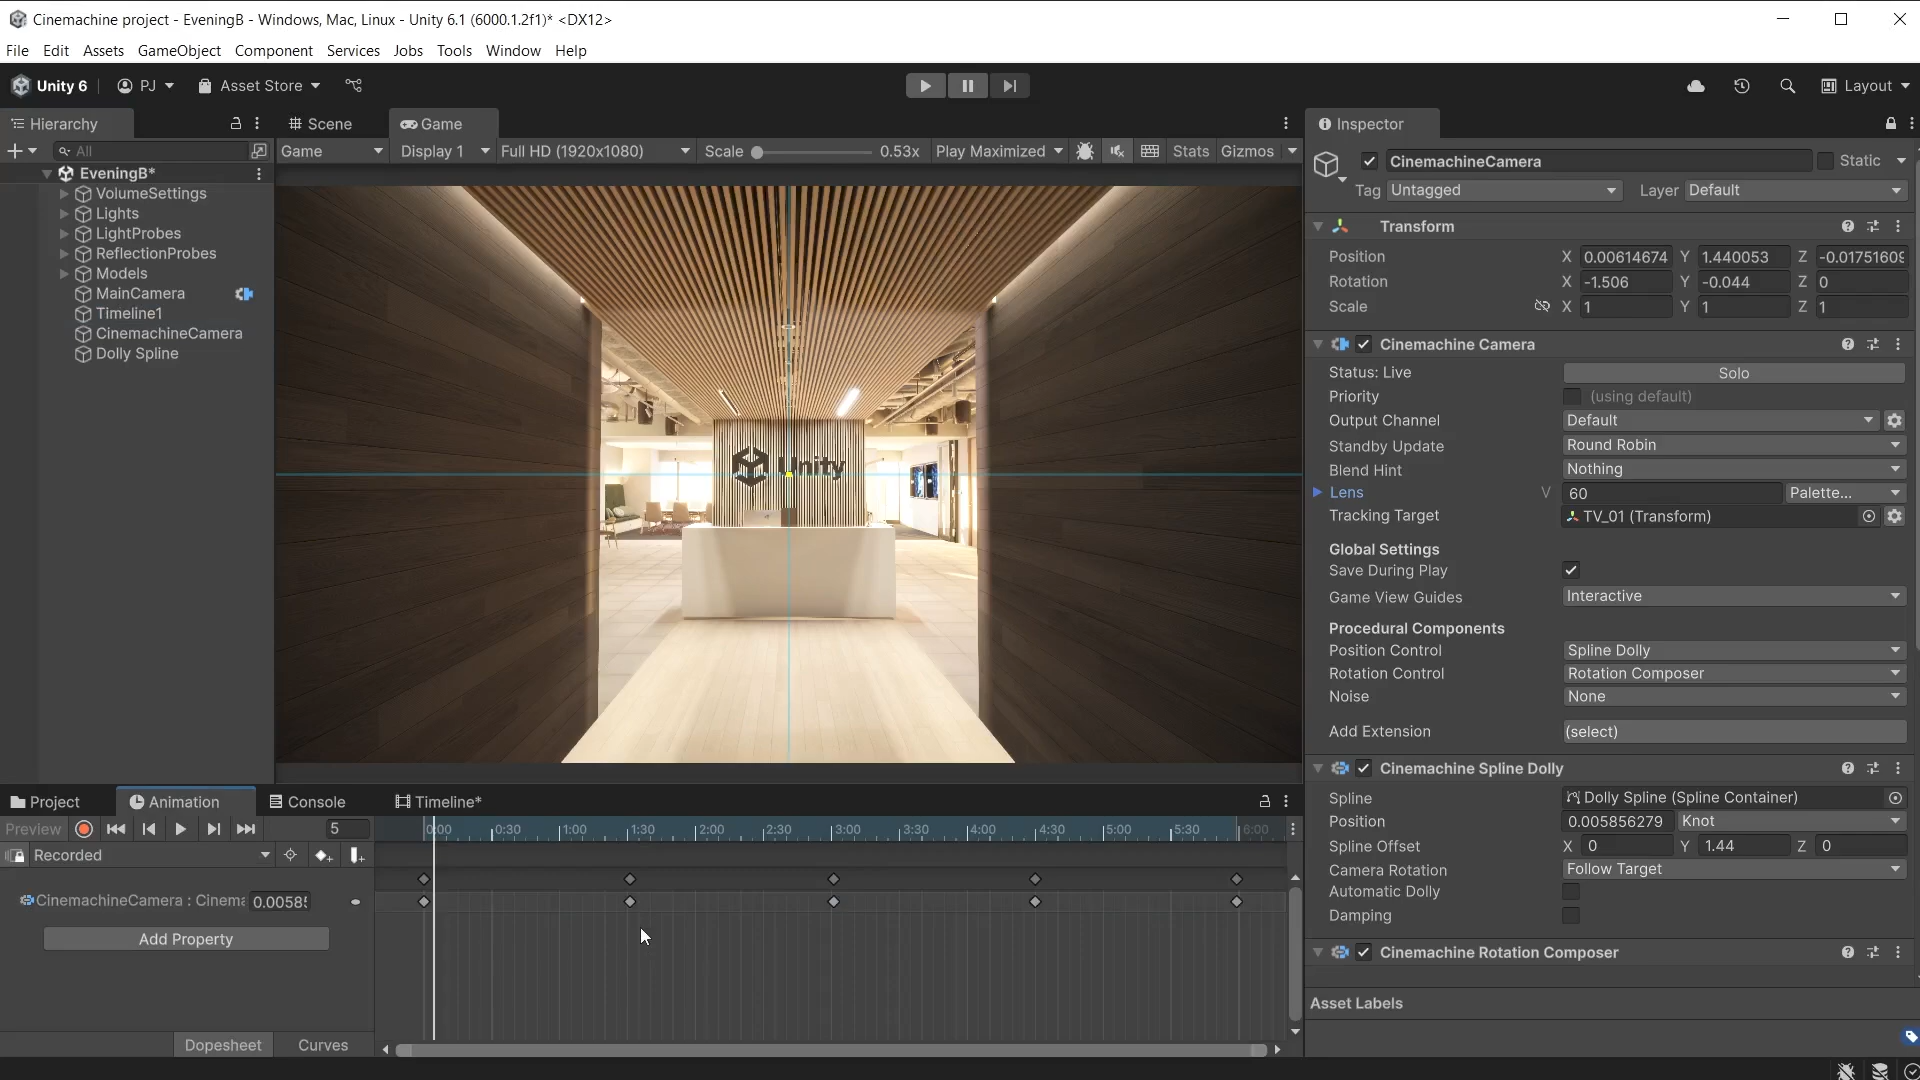 Cinemachine project - EveningB - Windows, Mac, Linux - Unity 6.1 (6000.1.2f1)* <DX12>
File Edit Assets GameObject Component Services Jobs Tools Window Help
Unity 6 PJ Asset Store Layout
Hierarchy
All
EveningB*
VolumeSettings
Lights
LightProbes
ReflectionProbes
Models
MainCamera
Timeline1
CinemachineCamera
Dolly Spline
Scene Game
Game Display 1 Full HD (1920x1080) Scale 0.53x Play Maximized Stats Gizmos
Unity
Inspector
CinemachineCamera Static
Tag Untagged Layer Default
Transform
Position X 0.00614674 Y 1.440053 Z -0.01751609
Rotation X -1.506 Y -0.044 Z 0
Scale X 1 Y 1 Z 1
Cinemachine Camera
Status: Live Solo
Priority (using default)
Output Channel Default
Standby Update Round Robin
Blend Hint Nothing
Lens V 60 Palette...
Tracking Target TV_01 (Transform)
Global Settings
Save During Play
Game View Guides Interactive
Procedural Components
Position Control Spline Dolly
Rotation Control Rotation Composer
Noise None
Add Extension (select)
Cinemachine Spline Dolly
Spline Dolly Spline (Spline Container)
Position 0.005856279 Knot
Spline Offset X 0 Y 1.44 Z 0
Camera Rotation Follow Target
Automatic Dolly
Damping
Cinemachine Rotation Composer
Asset Labels
Project Animation Console Timeline*
Preview 5 0:00 0:30 1:00 1:30 2:00 2:30 3:00 3:30 4:00 4:30 5:00 5:30 6:00
Recorded
CinemachineCamera : Cinema 0.0058
Add Property
Dopesheet Curves